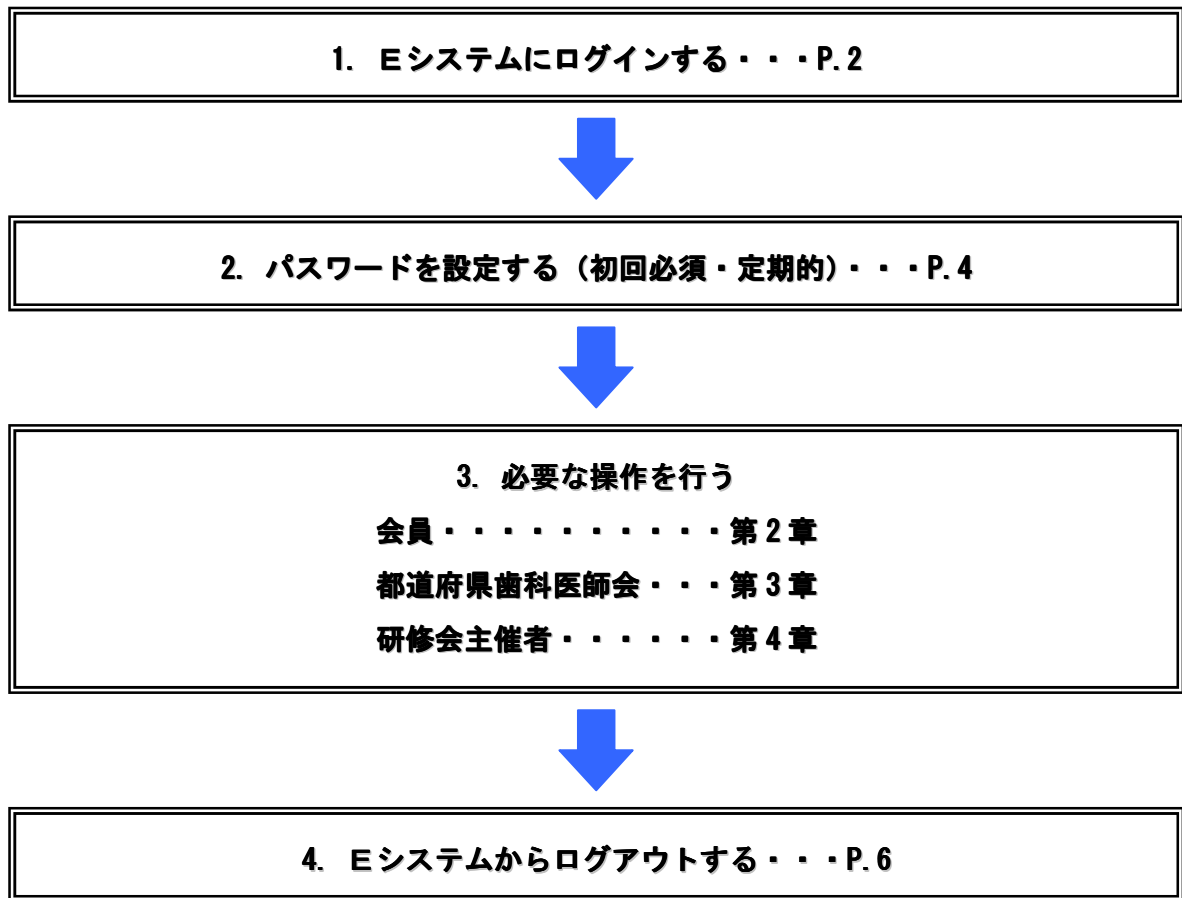 1. Eシステムにログインする・・・P.2
2. パスワードを設定する（初回必須・定期的）・・・P.4
3. 必要な操作を行う
会員・・・・・・・・・・第2章
都道府県歯科医師会・・・第3章
研修会主催者・・・・・・第4章
4. Eシステムからログアウトする・・・P.6